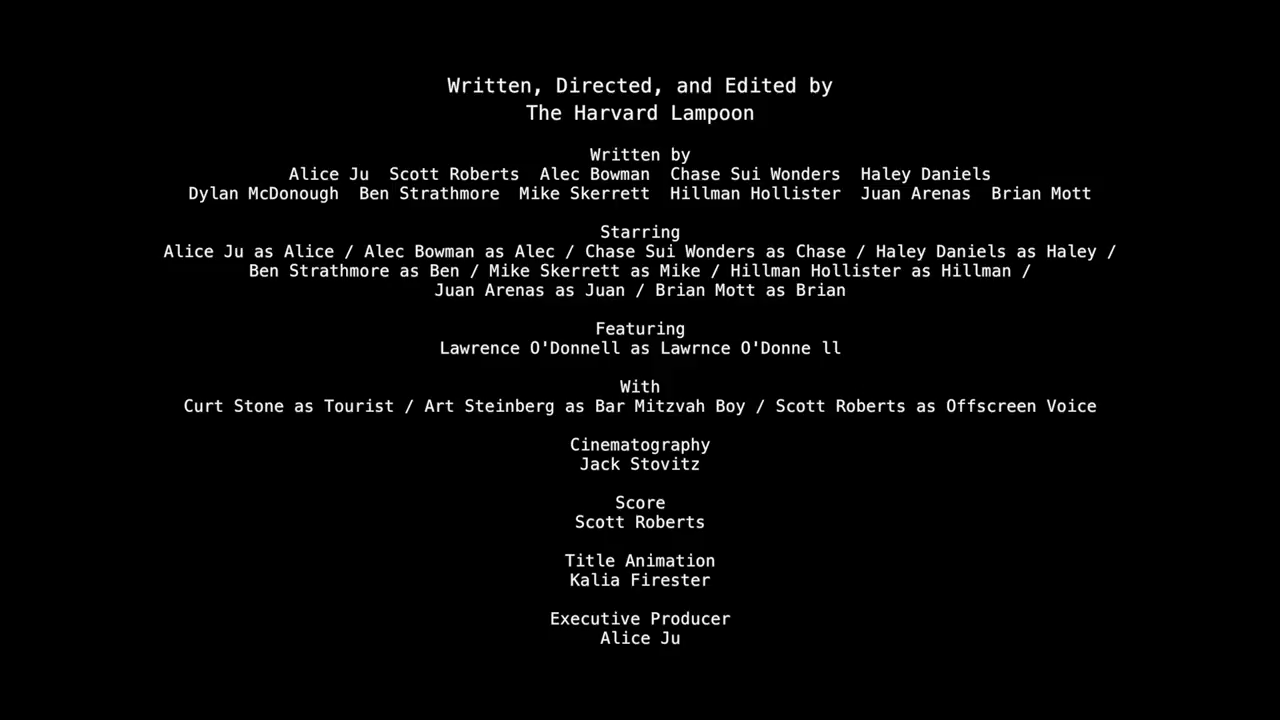 Written, Directed, and Edited by
The Harvard Lampoon
Written by
Alice Ju  Scott Roberts  Alec Bowman  Chase Sui Wonders  Haley Daniels
Dylan McDonough  Ben Strathmore  Mike Skerrett  Hillman Hollister  Juan Arenas  Brian Mott
Starring
Alice Ju as Alice / Alec Bowman as Alec / Chase Sui Wonders as Chase / Haley Daniels as Haley /
Ben Strathmore as Ben / Mike Skerrett as Mike / Hillman Hollister as Hillman /
Juan Arenas as Juan / Brian Mott as Brian
Featuring
Lawrence O'Donnell as Lawrnce O'Donne ll
With
Curt Stone as Tourist / Art Steinberg as Bar Mitzvah Boy / Scott Roberts as Offscreen Voice
Cinematography
Jack Stovitz
Score
Scott Roberts
Title Animation
Kalia Firester
Executive Producer
Alice Ju